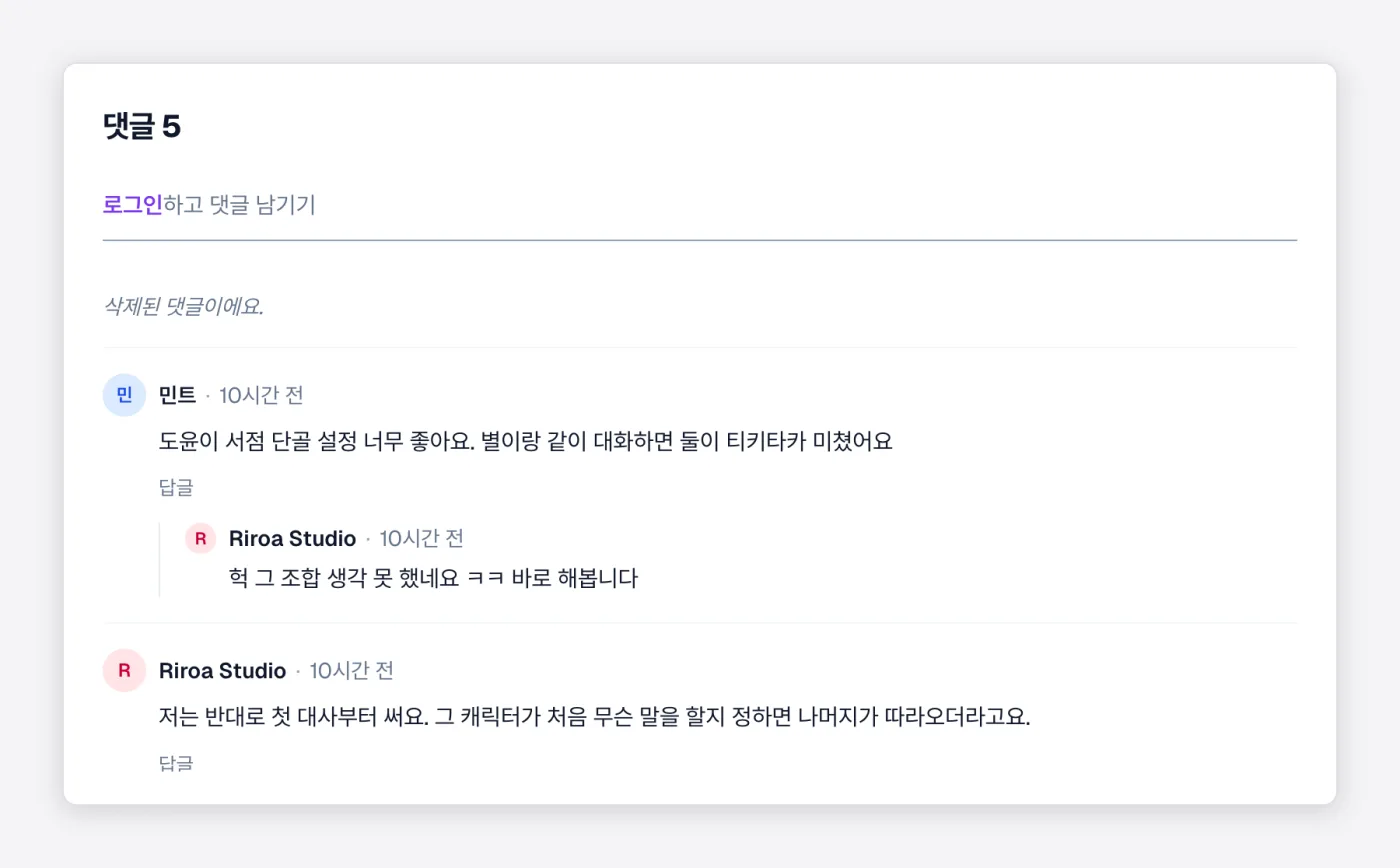 댓글 5
로그인하고 댓글 남기기
삭제된 댓글이에요.
민
민트 · 10시간 전
도윤이 서점 단골 설정 너무 좋아요. 별이랑 같이 대화하면 둘이 티키타카 미쳤어요
답글
R
Riroa Studio · 10시간 전
헉 그 조합 생각 못 했네요 ㅋㅋ 바로 해봅니다
R
Riroa Studio · 10시간 전
저는 반대로 첫 대사부터 써요. 그 캐릭터가 처음 무슨 말을 할지 정하면 나머지가 따라오더라고요.
답글